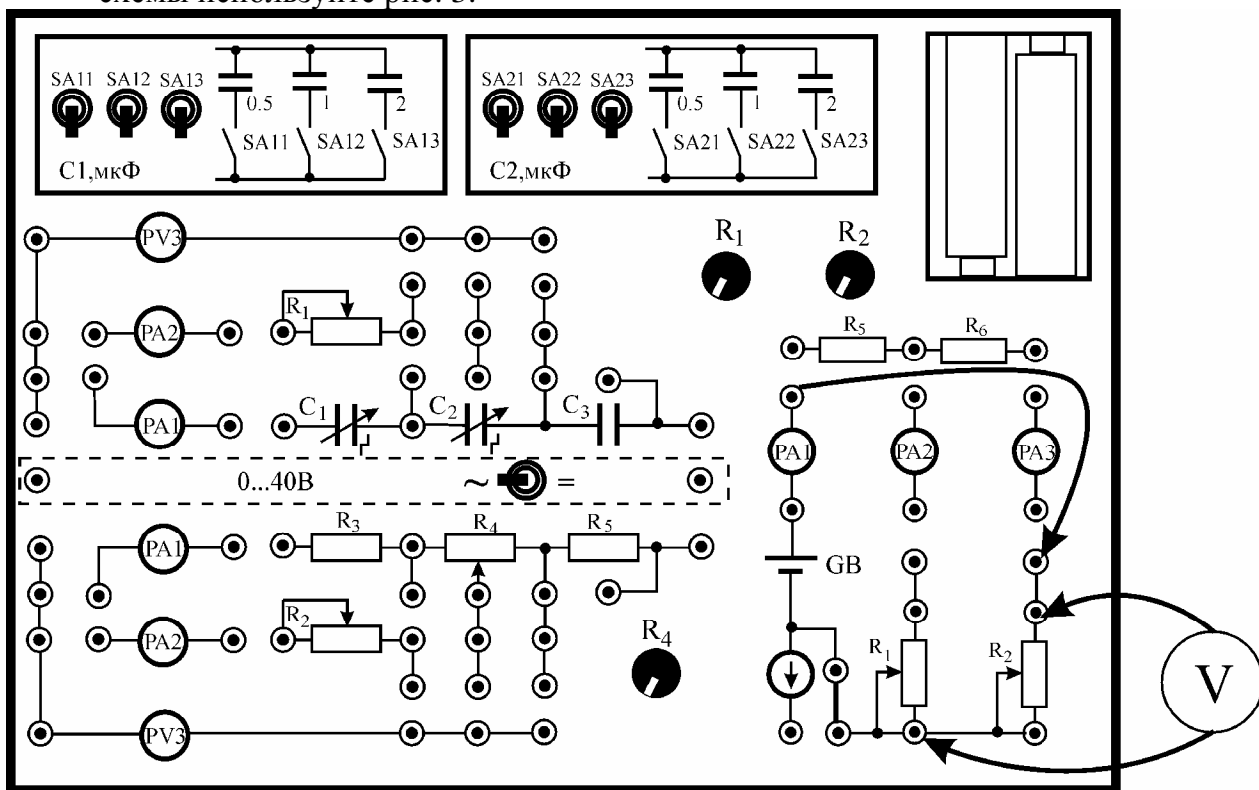 схемы используйте рис. 3.
SA11 SA12 SA13
0.5 1 2
SA11 SA12 SA13
C1,мкФ
SA21 SA22 SA23
0.5 1 2
SA21 SA22 SA23
C2,мкФ
PV3
R1 R2
PA2 R1
R5 R6
PA1 C1 C2 C3
PA1 PA2 PA3
0...40В ~ =
PA1 R3 R4 R5
GB
PA2 R2
R4
R1 R2
V
PV3